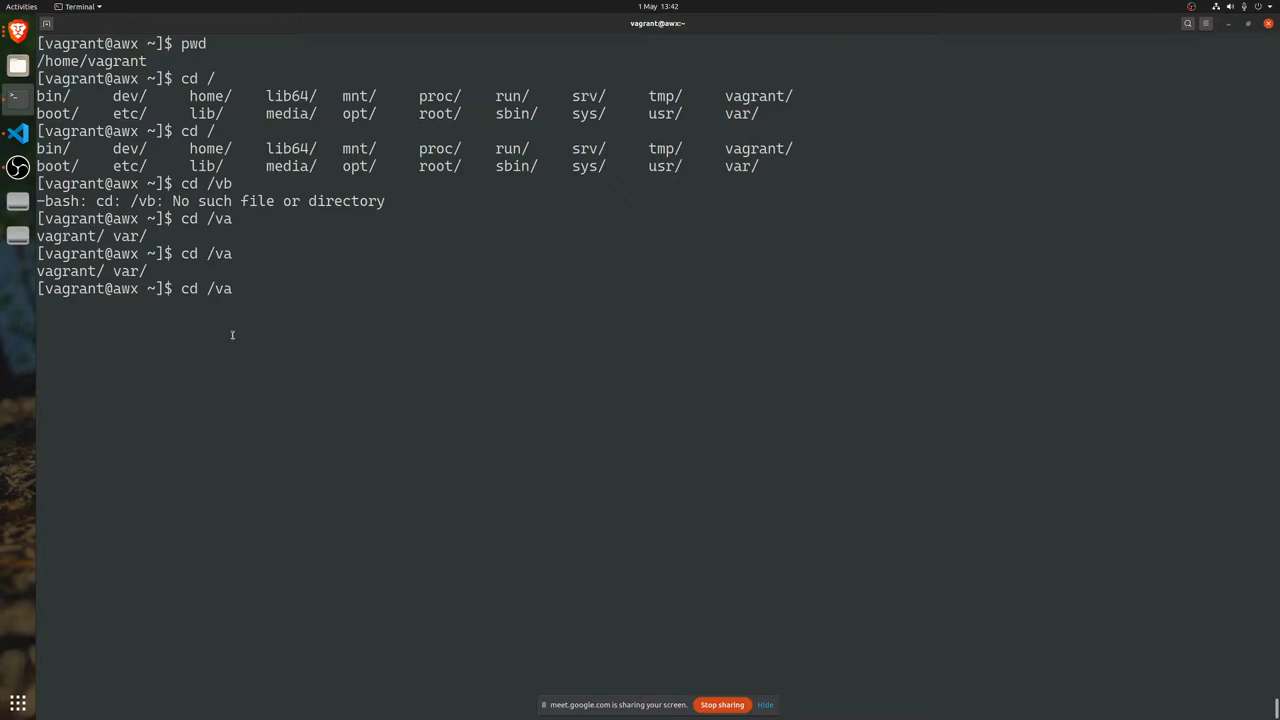 Activities Terminal 1 May 13:42
vagrant@awx:~
[vagrant@awx ~]$ pwd
/home/vagrant
[vagrant@awx ~]$ cd /
bin/ dev/ home/ lib64/ mnt/ proc/ run/ srv/ tmp/ vagrant/
boot/ etc/ lib/ media/ opt/ root/ sbin/ sys/ usr/ var/
[vagrant@awx ~]$ cd /
bin/ dev/ home/ lib64/ mnt/ proc/ run/ srv/ tmp/ vagrant/
boot/ etc/ lib/ media/ opt/ root/ sbin/ sys/ usr/ var/
[vagrant@awx ~]$ cd /vb
-bash: cd: /vb: No such file or directory
[vagrant@awx ~]$ cd /va
vagrant/ var/
[vagrant@awx ~]$ cd /va
vagrant/ var/
[vagrant@awx ~]$ cd /va
meet.google.com is sharing your screen. Stop sharing Hide